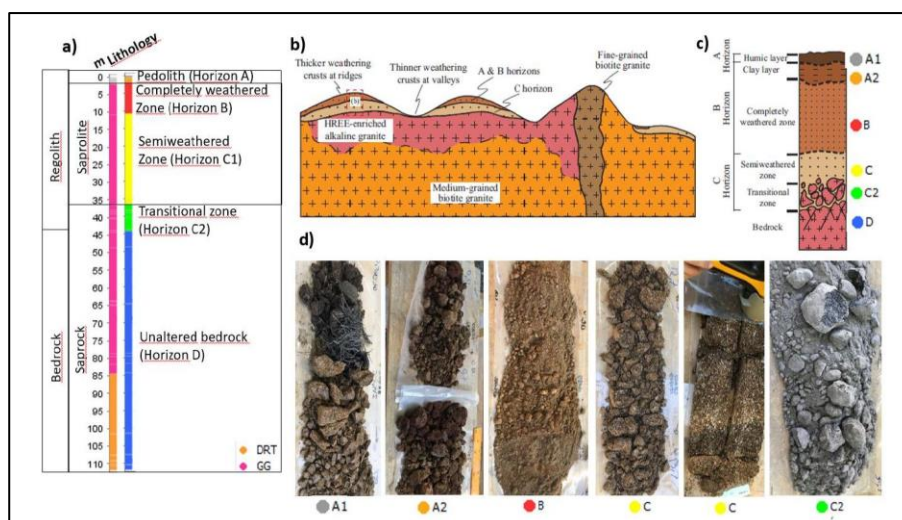 a)
m
Lithology
Regolith
Bedrock
Saprolite
Saprock
0
5
10
15
20
25
30
35
40
45
50
55
60
65
70
75
80
85
90
95
100
105
110
Pedolith (Horizon A)
Completely weathered
Zone (Horizon B)
Semiweathered
Zone (Horizon C1)
Transitional zone
(Horizon C2)
Unaltered bedrock
(Horizon D)
DRT
GG
b)
Thicker weathering
crusts at ridges
Thinner weathering
crusts at valleys
A & B horizons
C horizon
Fine-grained
biotite granite
(b)
HREE-enriched
alkaline granite
Medium-grained
biotite granite
c)
A
Horizon
B
Horizon
C
Horizon
Humic layer
Clay layer
Completely
weathered zone
Semiweathered
zone
Transitional
zone
Bedrock
A1
A2
B
C
C2
D
d)
A1
A2
B
C
C
C2